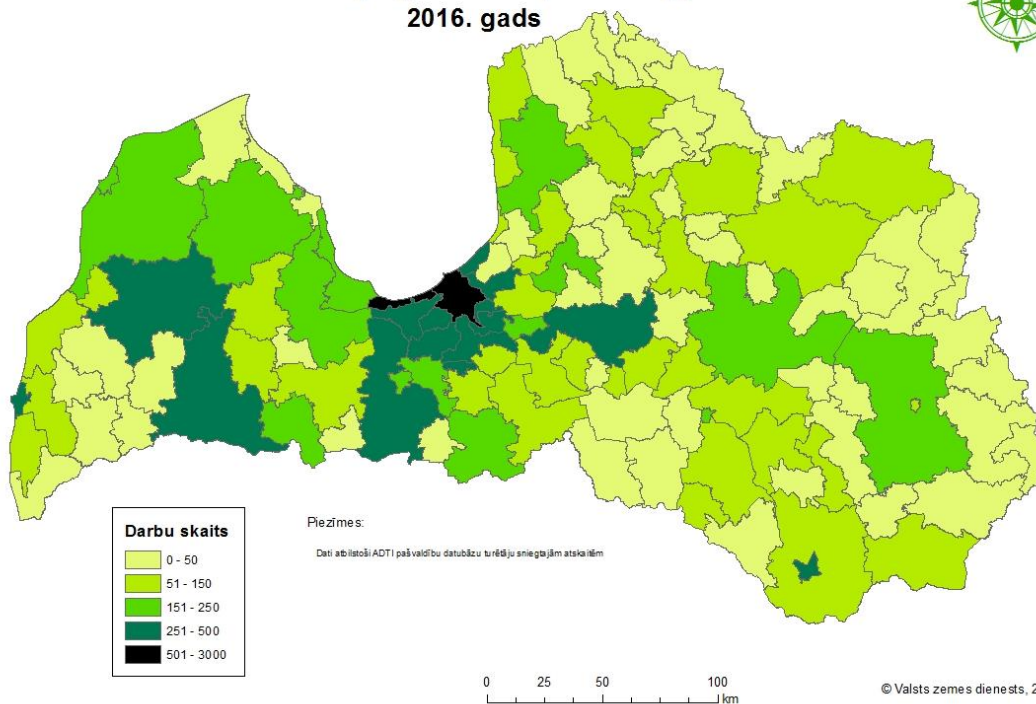 2016. gads
Darbu skaits
0 - 50
51 - 150
151 - 250
251 - 500
501 - 3000
Piezīmes:
Dati atbilstoši ADTI pašvaldību datubāzu turētāju sniegtajām atskaitēm
0 25 50 100
km
© Valsts zemes dienests, 2